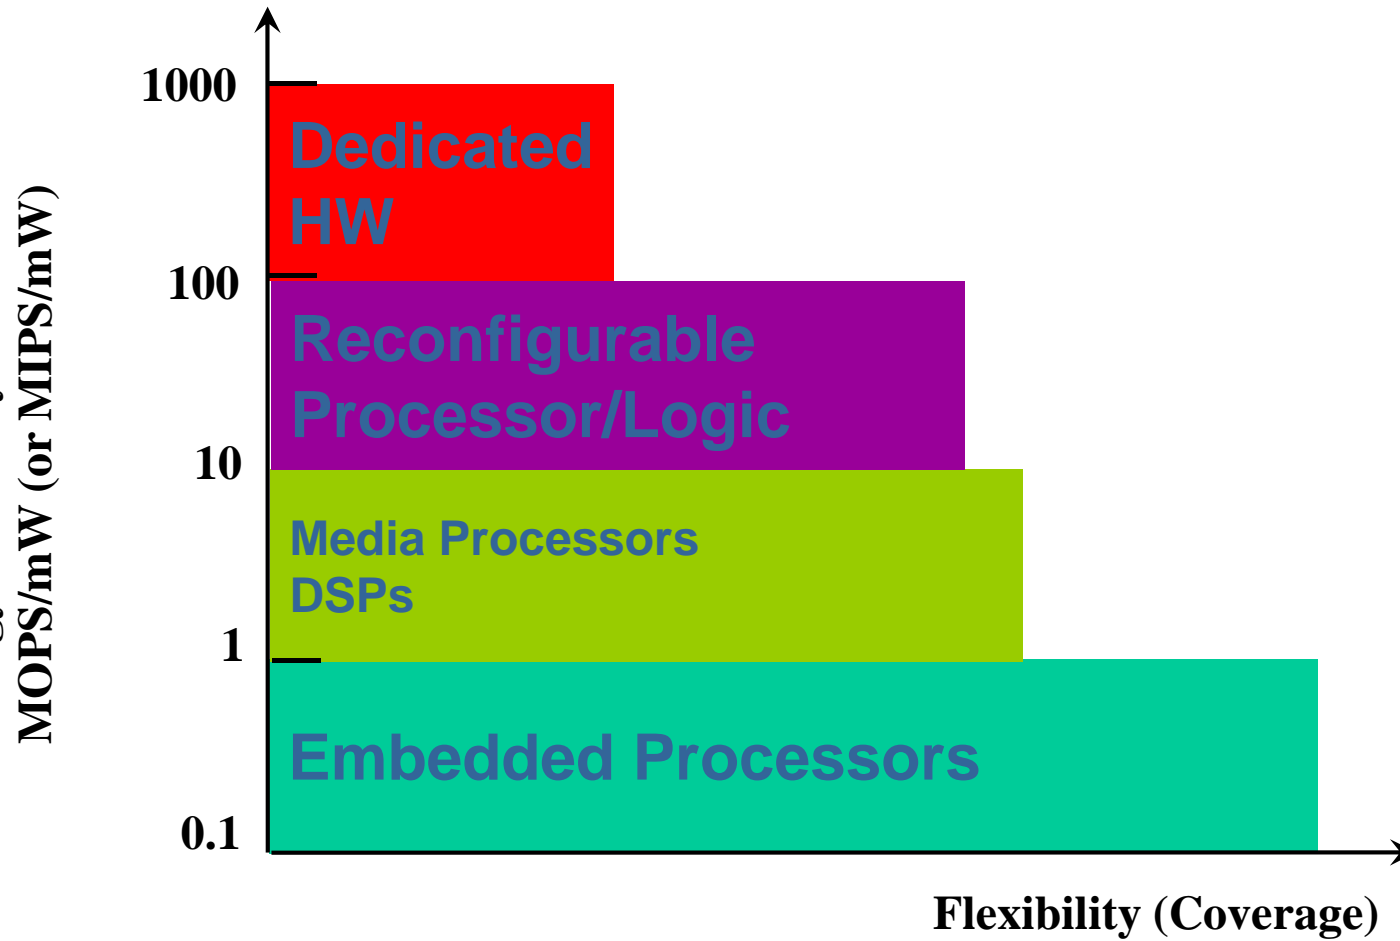 1000
Dedicated
HW
100
Reconfigurable
Processor/Logic
10
Media Processors
DSPs
1
Embedded Processors
0.1
MOPS/mW (or MIPS/mW)
Flexibility (Coverage)